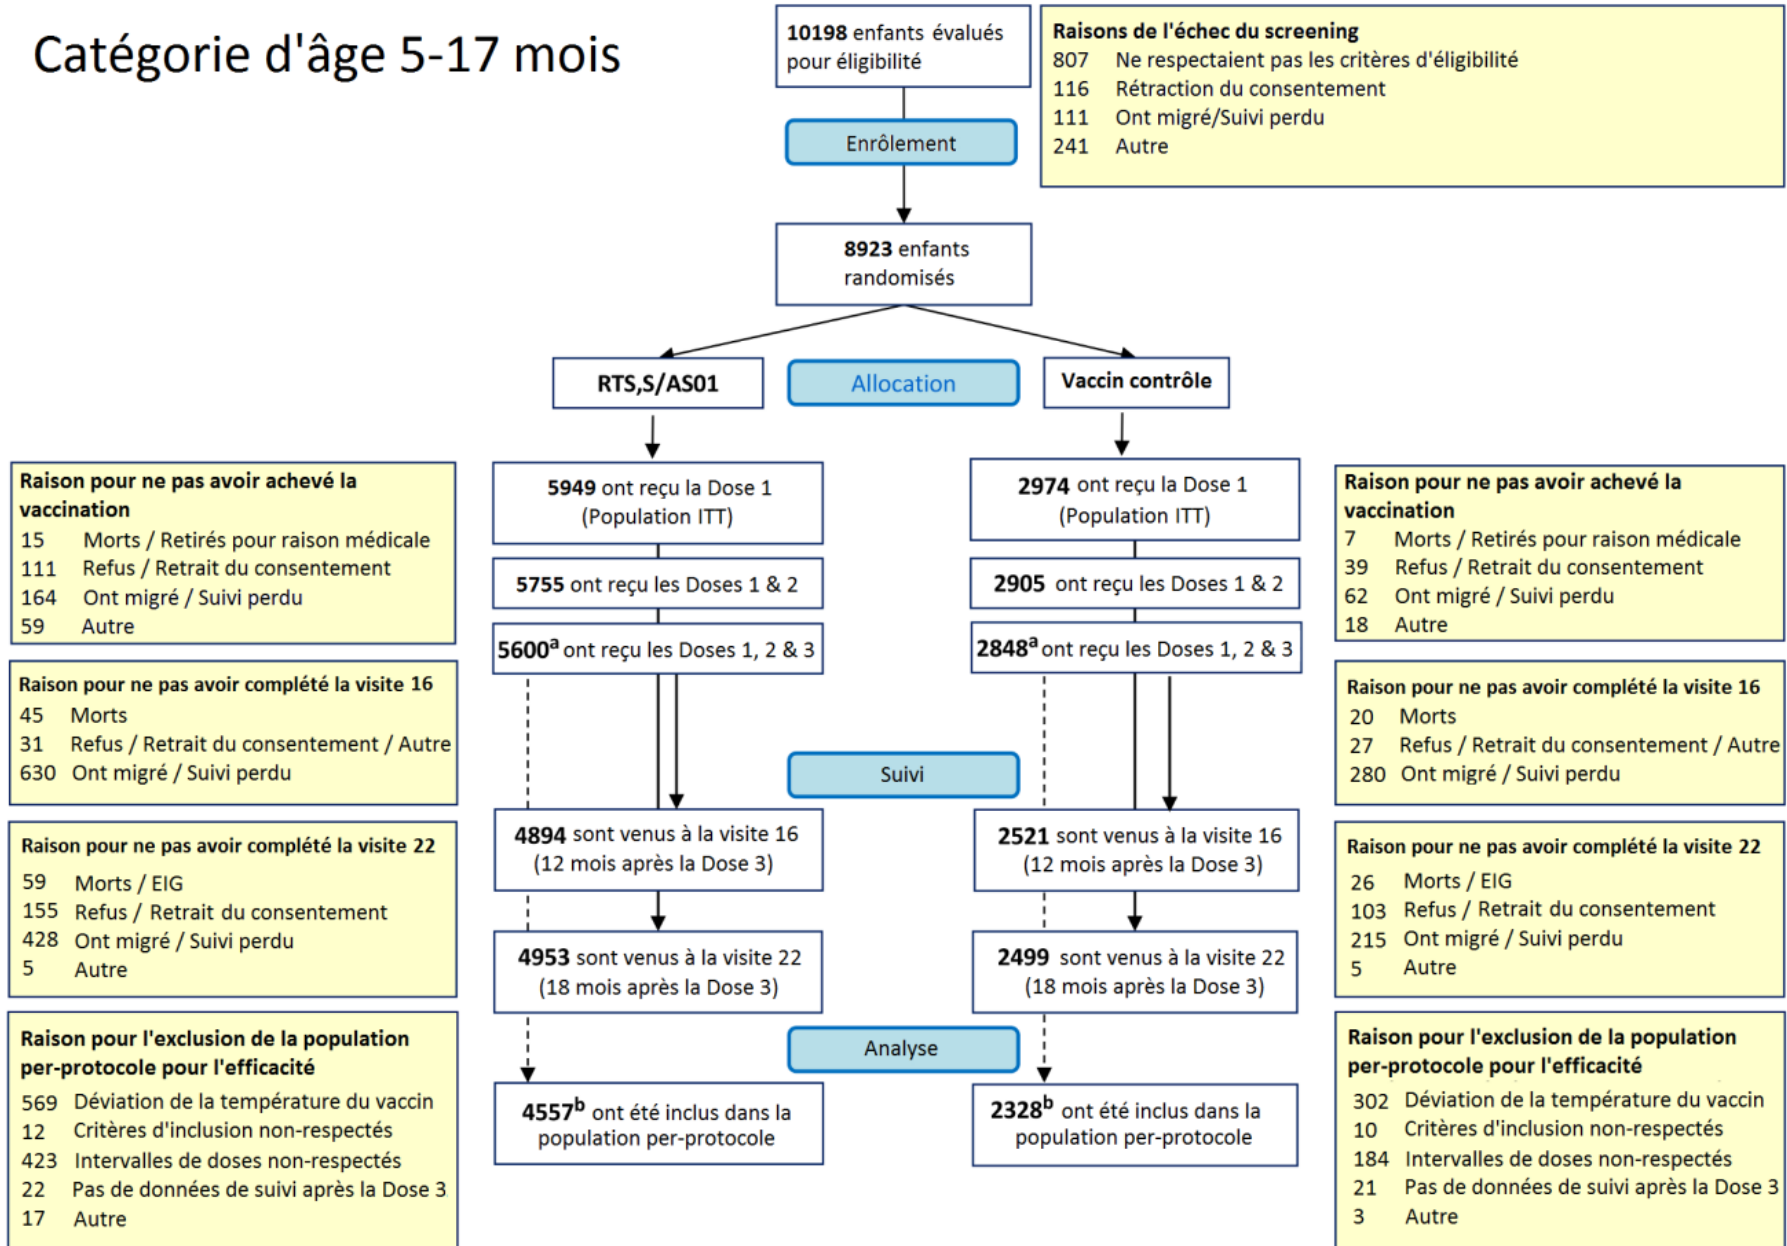 Catégorie d'âge 5-17 mois
10198 enfants évalués
pour éligibilité
Raisons de l'échec du screening
807 Ne respectaient pas les critères d'éligibilité
116 Rétraction du consentement
111 Ont migré/Suivi perdu
241 Autre
Enrôlement
8923 enfants
randomisés
RTS,S/AS01
Allocation
Vaccin contrôle
Raison pour ne pas avoir achevé la
vaccination
15 Morts / Retirés pour raison médicale
111 Refus / Retrait du consentement
164 Ont migré / Suivi perdu
59 Autre
5949 ont reçu la Dose 1
(Population ITT)
5755 ont reçu les Doses 1 & 2
5600a ont reçu les Doses 1, 2 & 3
2974 ont reçu la Dose 1
(Population ITT)
2905 ont reçu les Doses 1 & 2
2848a ont reçu les Doses 1, 2 & 3
Raison pour ne pas avoir achevé la
vaccination
7 Morts / Retirés pour raison médicale
39 Refus / Retrait du consentement
62 Ont migré / Suivi perdu
18 Autre
Raison pour ne pas avoir complété la visite 16
45 Morts
31 Refus / Retrait du consentement / Autre
630 Ont migré / Suivi perdu
Suivi
Raison pour ne pas avoir complété la visite 16
20 Morts
27 Refus / Retrait du consentement / Autre
280 Ont migré / Suivi perdu
4894 sont venus à la visite 16
(12 mois après la Dose 3)
2521 sont venus à la visite 16
(12 mois après la Dose 3)
Raison pour ne pas avoir complété la visite 22
59 Morts / EIG
155 Refus / Retrait du consentement
428 Ont migré / Suivi perdu
5 Autre
4953 sont venus à la visite 22
(18 mois après la Dose 3)
2499 sont venus à la visite 22
(18 mois après la Dose 3)
Raison pour ne pas avoir complété la visite 22
26 Morts / EIG
103 Refus / Retrait du consentement
215 Ont migré / Suivi perdu
5 Autre
Raison pour l'exclusion de la population
per-protocole pour l'efficacité
569 Déviation de la température du vaccin
12 Critères d'inclusion non-respectés
423 Intervalles de doses non-respectés
22 Pas de données de suivi après la Dose 3
17 Autre
Analyse
4557b ont été inclus dans la
population per-protocole
2328b ont été inclus dans la
population per-protocole
Raison pour l'exclusion de la population
per-protocole pour l'efficacité
302 Déviation de la température du vaccin
10 Critères d'inclusion non-respectés
184 Intervalles de doses non-respectés
21 Pas de données de suivi après la Dose 3
3 Autre